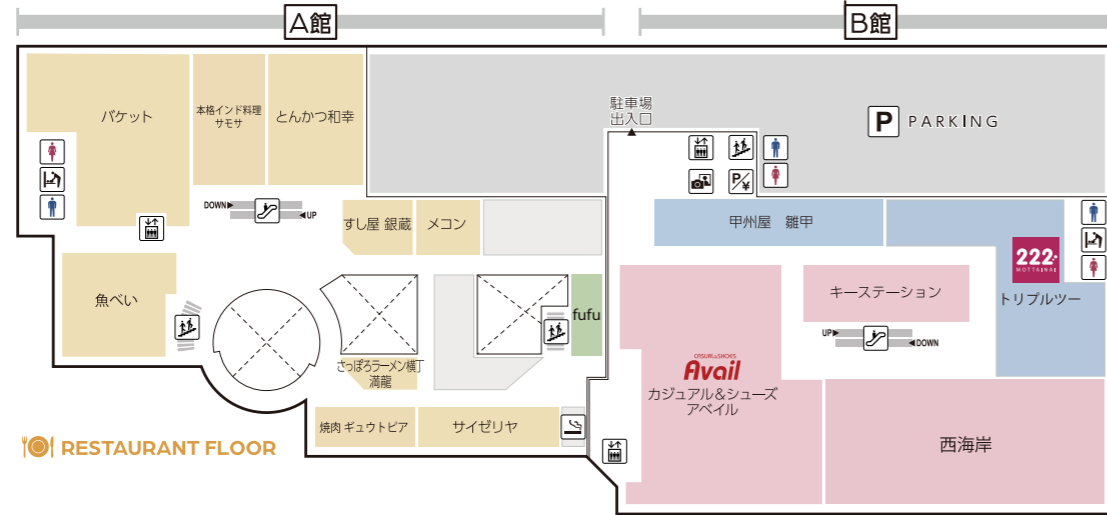 A館
B館
バケット
本格インド料理
サモサ
とんかつ和幸
駐車場
出入口
P PARKING
P/¥
DOWN
UP
すし屋 銀蔵
メコン
甲州屋 雛甲
222
MOTTAINAI
トリプルツー
魚べい
キーステーション
fufu
UP
DOWN
さっぽろラーメン横丁
満龍
CASUAL&SHOES
Avail
カジュアル&シューズ
アベイル
焼肉 ギュウトピア
サイゼリヤ
西海岸
RESTAURANT FLOOR